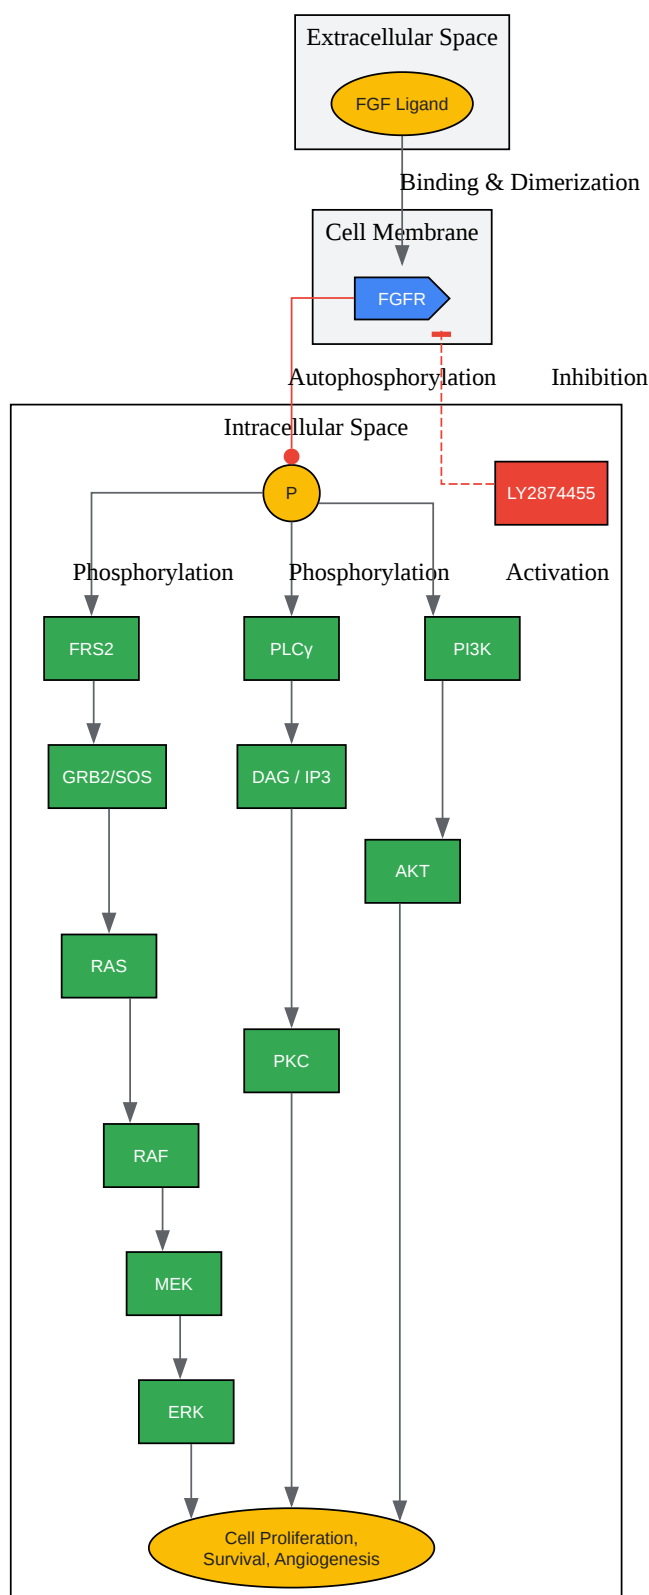 Extracellular Space
FGF Ligand
Binding & Dimerization
Cell Membrane
FGFR
Autophosphorylation
Inhibition
Intracellular Space
P
LY2874455
Phosphorylation
Phosphorylation
Activation
FRS2
PLCγ
PI3K
GRB2/SOS
DAG / IP3
AKT
RAS
PKC
RAF
MEK
ERK
Cell Proliferation,
Survival, Angiogenesis